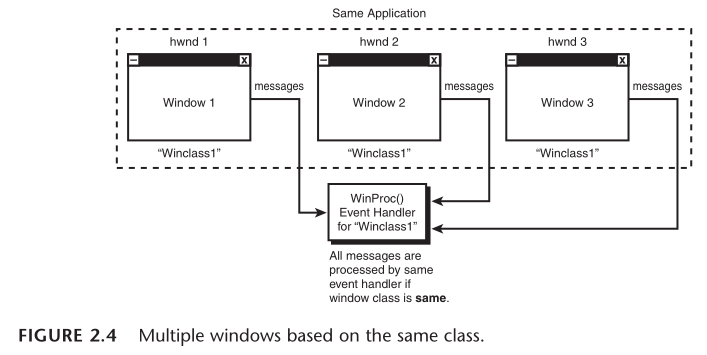 Same Application
hwnd 1
hwnd 2
hwnd 3
– x
– x
– x
messages
messages
messages
Window 1
Window 2
Window 3
“Winclass1”
“Winclass1”
“Winclass1”
WinProc()
Event Handler
for “Winclass1”
All messages are
processed by same
event handler if
window class is same.
FIGURE 2.4 Multiple windows based on the same class.